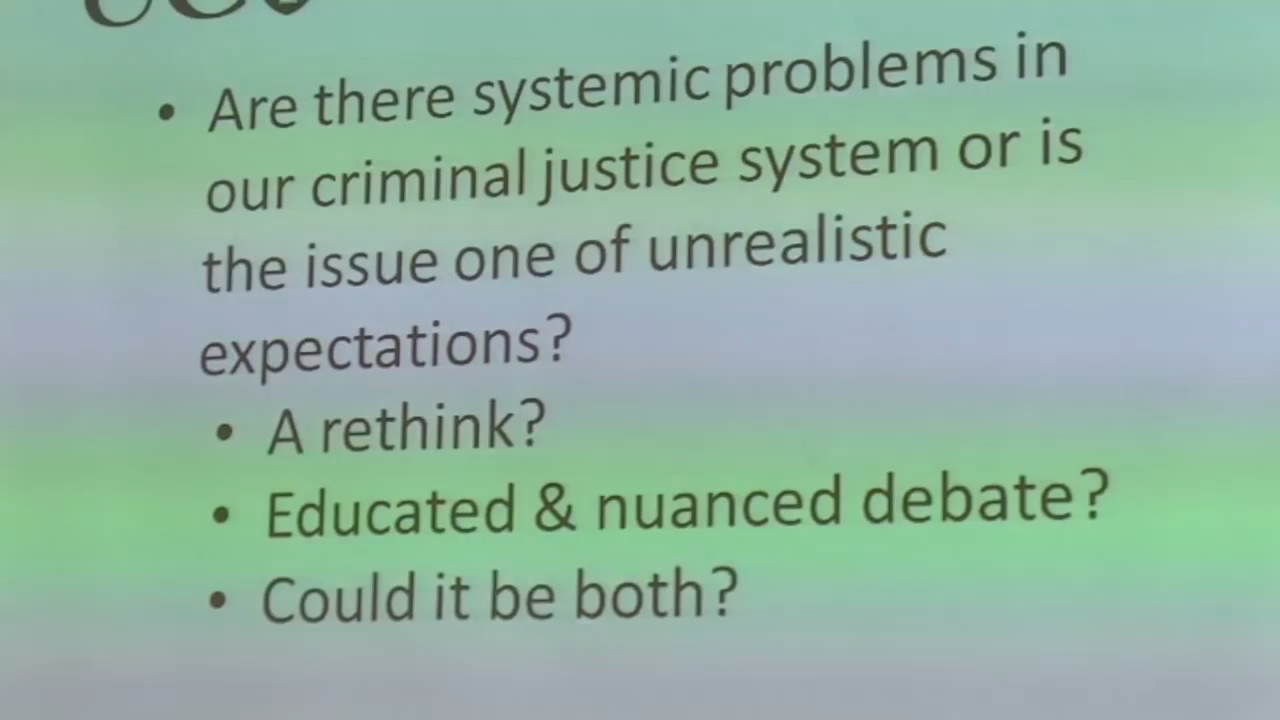 • Are there systemic problems in
our criminal justice system or is
the issue one of unrealistic
expectations?
• A rethink?
• Educated & nuanced debate?
• Could it be both?